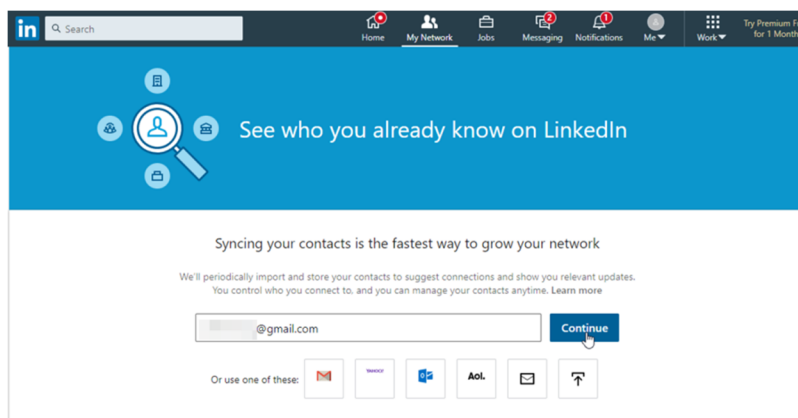 in Search
Home My Network Jobs 2 Messaging 1 Notifications Me Work Try Premium F
for 1 Month
See who you already know on LinkedIn
Syncing your contacts is the fastest way to grow your network
We'll periodically import and store your contacts to suggest connections and show you relevant updates.
You control who you connect to, and you can manage your contacts anytime. Learn more
@gmail.com Continue
Or use one of these: YAHOO! Aol.